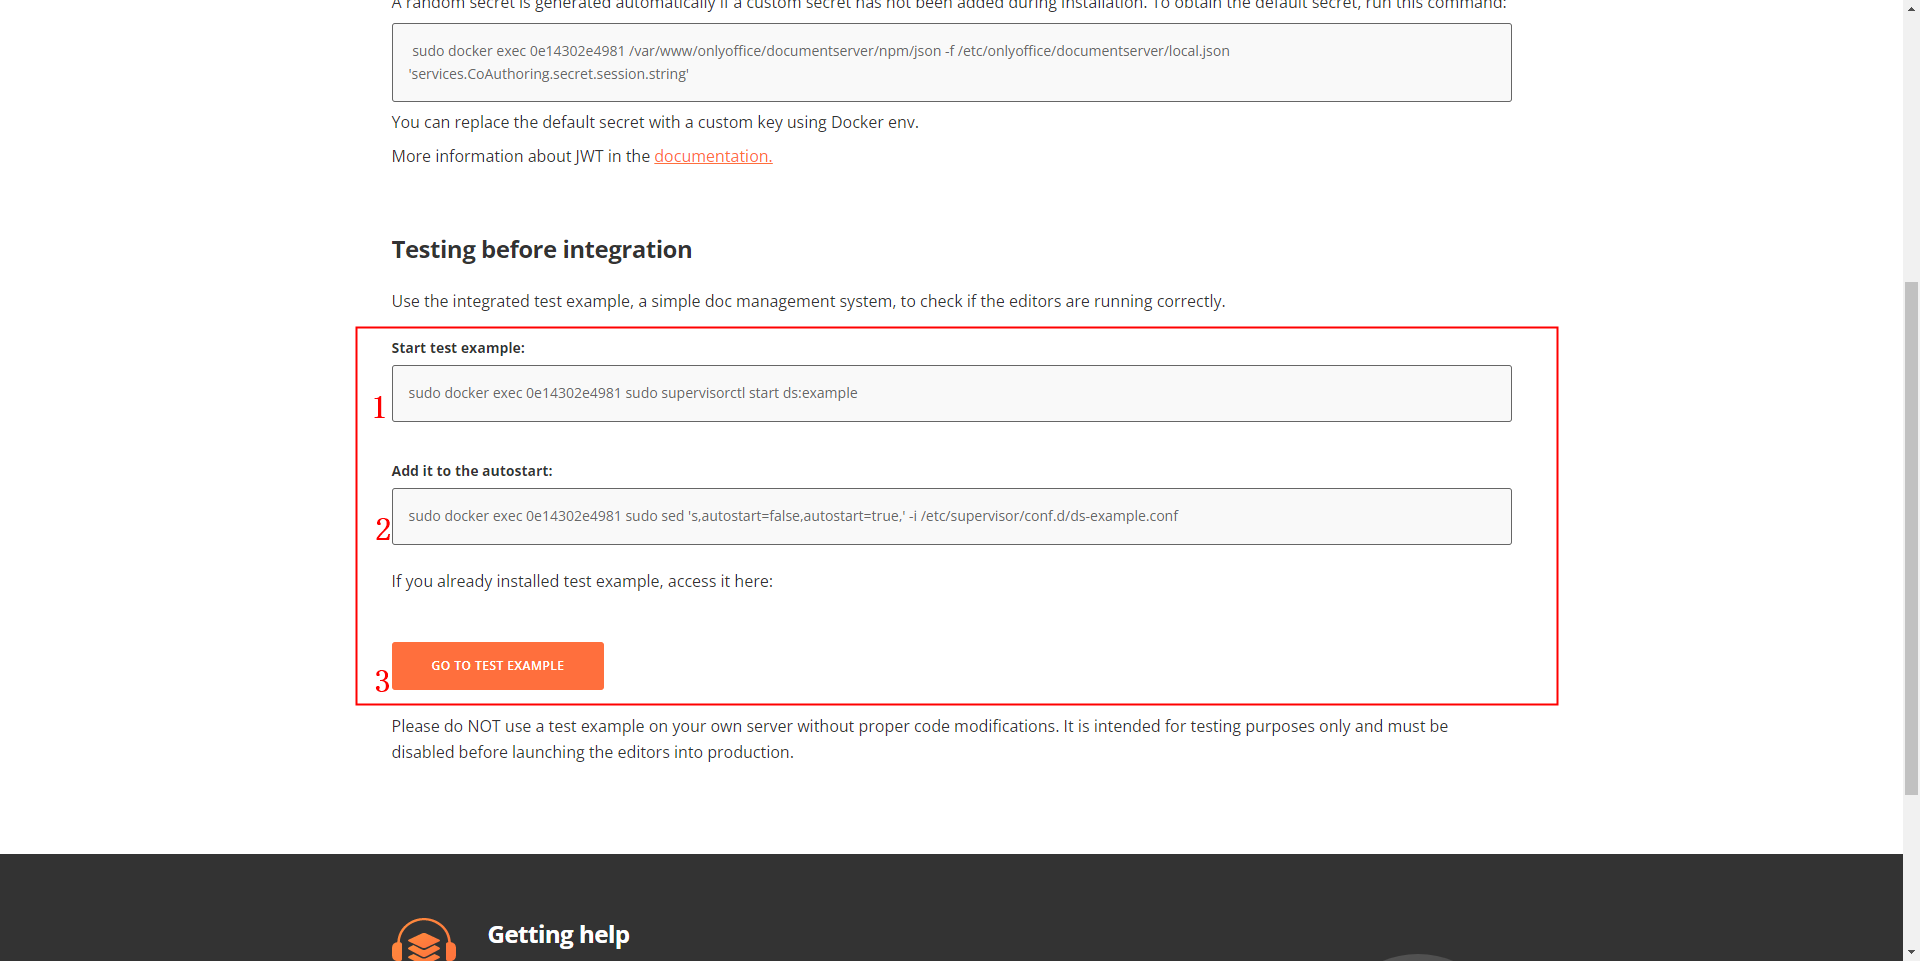 A random secret is generated automatically if a custom secret has not been added during installation. To obtain the default secret, run this command:
sudo docker exec 0e14302e4981 /var/www/onlyoffice/documentserver/npm/json -f /etc/onlyoffice/documentserver/local.json
'services.CoAuthoring.secret.session.string'
You can replace the default secret with a custom key using Docker env.
More information about JWT in the documentation.
Testing before integration
Use the integrated test example, a simple doc management system, to check if the editors are running correctly.
Start test example:
1 sudo docker exec 0e14302e4981 sudo supervisorctl start ds:example
Add it to the autostart:
2 sudo docker exec 0e14302e4981 sudo sed 's,autostart=false,autostart=true,' -i /etc/supervisor/conf.d/ds-example.conf
If you already installed test example, access it here:
3 GO TO TEST EXAMPLE
Please do NOT use a test example on your own server without proper code modifications. It is intended for testing purposes only and must be
disabled before launching the editors into production.
Getting help